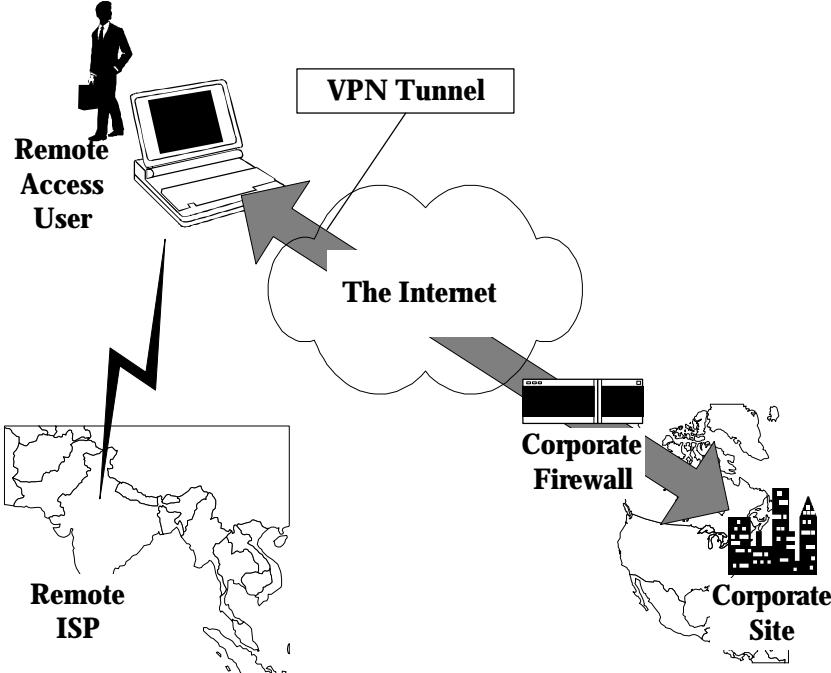 VPN Tunnel
Remote
Access
User
The Internet
Corporate
Firewall
Remote
ISP
Corporate
Site